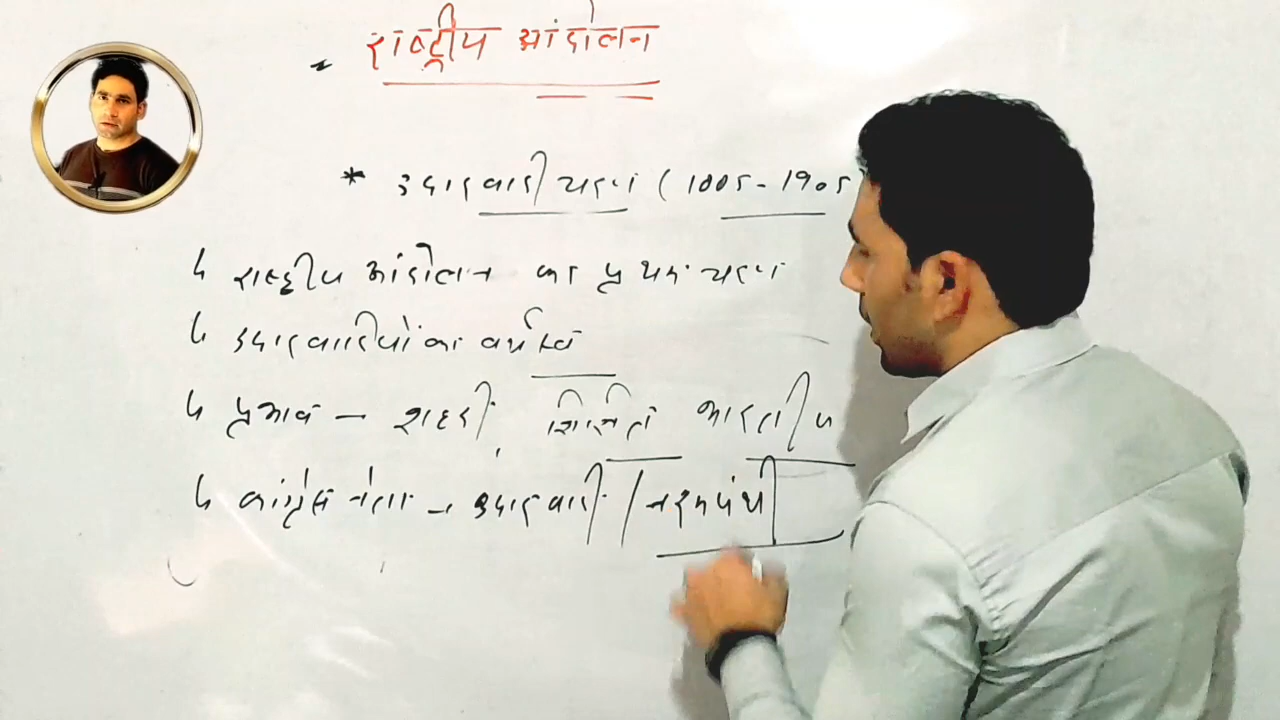 राष्ट्रीय आंदोलन
* उदारवादी चरण (1885 - 1905)
राष्ट्रीय आंदोलन का प्रथम चरण
उदारवादियों का वर्चस्व
प्रभाव - शहरी, शिक्षित भारतीय
कांग्रेस नेता → उदारवादी / नरमपंथी